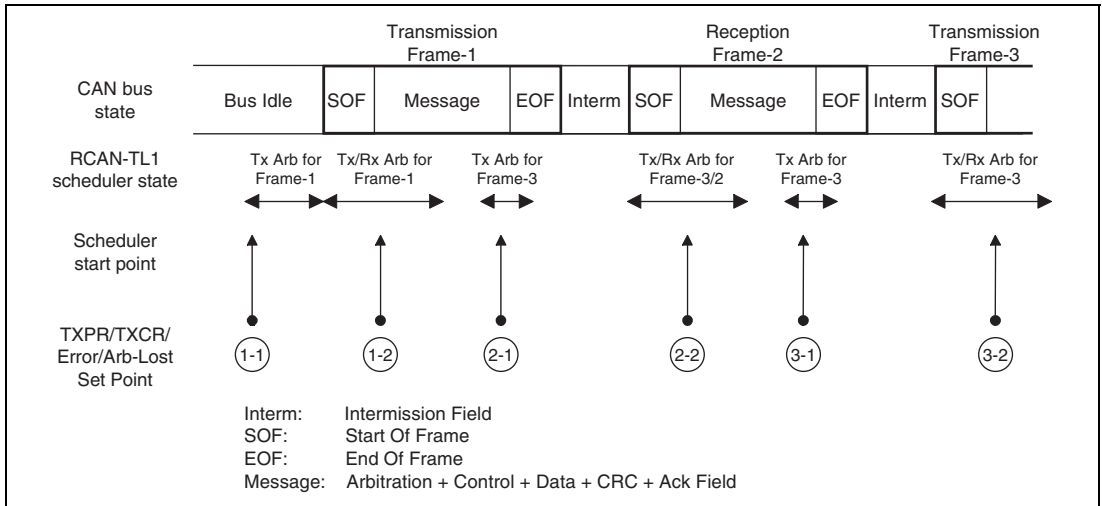 Transmission
Frame-1
Reception
Frame-2
Transmission
Frame-3
CAN bus
state
Bus Idle
SOF
Message
EOF
Interm
SOF
Message
EOF
Interm
SOF
RCAN-TL1
scheduler state
Tx Arb for
Frame-1
Tx/Rx Arb for
Frame-1
Tx Arb for
Frame-3
Tx/Rx Arb for
Frame-3/2
Tx Arb for
Frame-3
Tx/Rx Arb for
Frame-3
Scheduler
start point
TXPR/TXCR/
Error/Arb-Lost
Set Point
1-1
1-2
2-1
2-2
3-1
3-2
Interm: Intermission Field
SOF: Start Of Frame
EOF: End Of Frame
Message: Arbitration + Control + Data + CRC + Ack Field